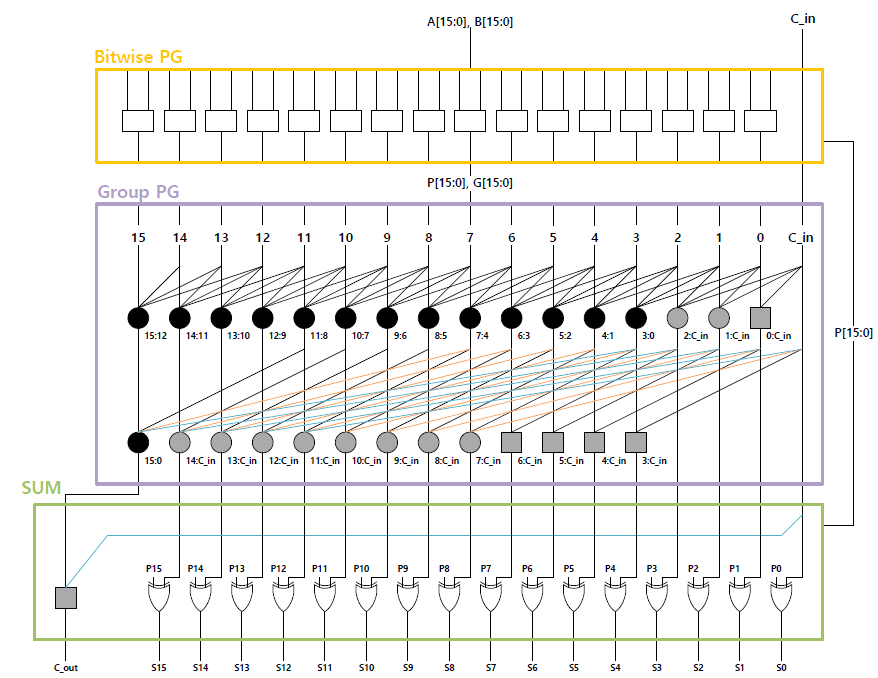 A[15:0], B[15:0]
C_in
Bitwise PG
P[15:0], G[15:0]
Group PG
15 14 13 12 11 10 9 8 7 6 5 4 3 2 1 0 C_in
15:12 14:11 13:10 12:9 11:8 10:7 9:6 8:5 7:4 6:3 5:2 4:1 3:0 2:C_in 1:C_in 0:C_in
P[15:0]
15:0 14:C_in 13:C_in 12:C_in 11:C_in 10:C_in 9:C_in 8:C_in 7:C_in 6:C_in 5:C_in 4:C_in 3:C_in
SUM
P15 P14 P13 P12 P11 P10 P9 P8 P7 P6 P5 P4 P3 P2 P1 P0
C_out S15 S14 S13 S12 S11 S10 S9 S8 S7 S6 S5 S4 S3 S2 S1 S0